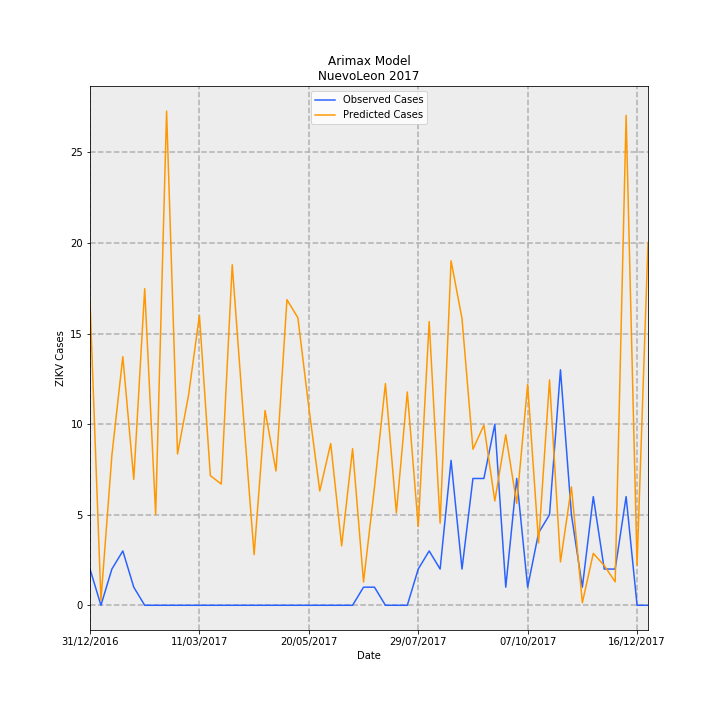 Arimax Model
NuevoLeon 2017
Observed Cases
Predicted Cases
ZIKV Cases
25
20
15
10
5
0
31/12/2016
11/03/2017
20/05/2017
29/07/2017
07/10/2017
16/12/2017
Date